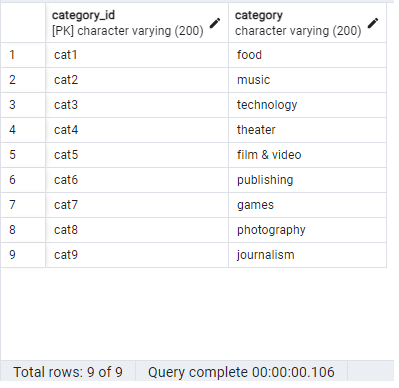 category_id category
[PK] character varying (200) character varying (200)
1 cat1 food
2 cat2 music
3 cat3 technology
4 cat4 theater
5 cat5 film & video
6 cat6 publishing
7 cat7 games
8 cat8 photography
9 cat9 journalism
Total rows: 9 of 9 Query complete 00:00:00.106